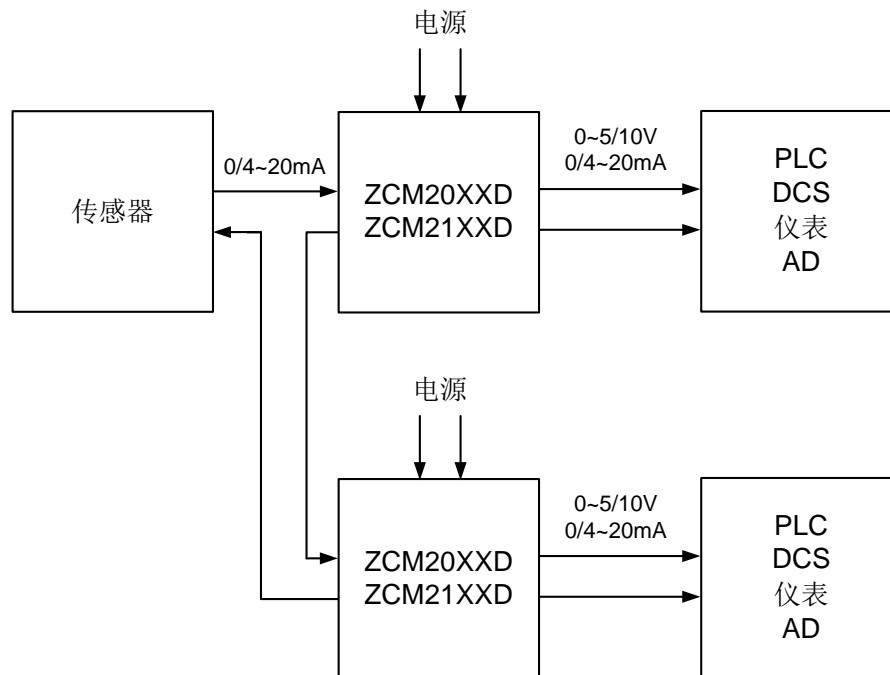 电源
传感器
0/4~20mA
ZCM20XXD
ZCM21XXD
0~5/10V
0/4~20mA
PLC
DCS
仪表
AD
电源
ZCM20XXD
ZCM21XXD
0~5/10V
0/4~20mA
PLC
DCS
仪表
AD